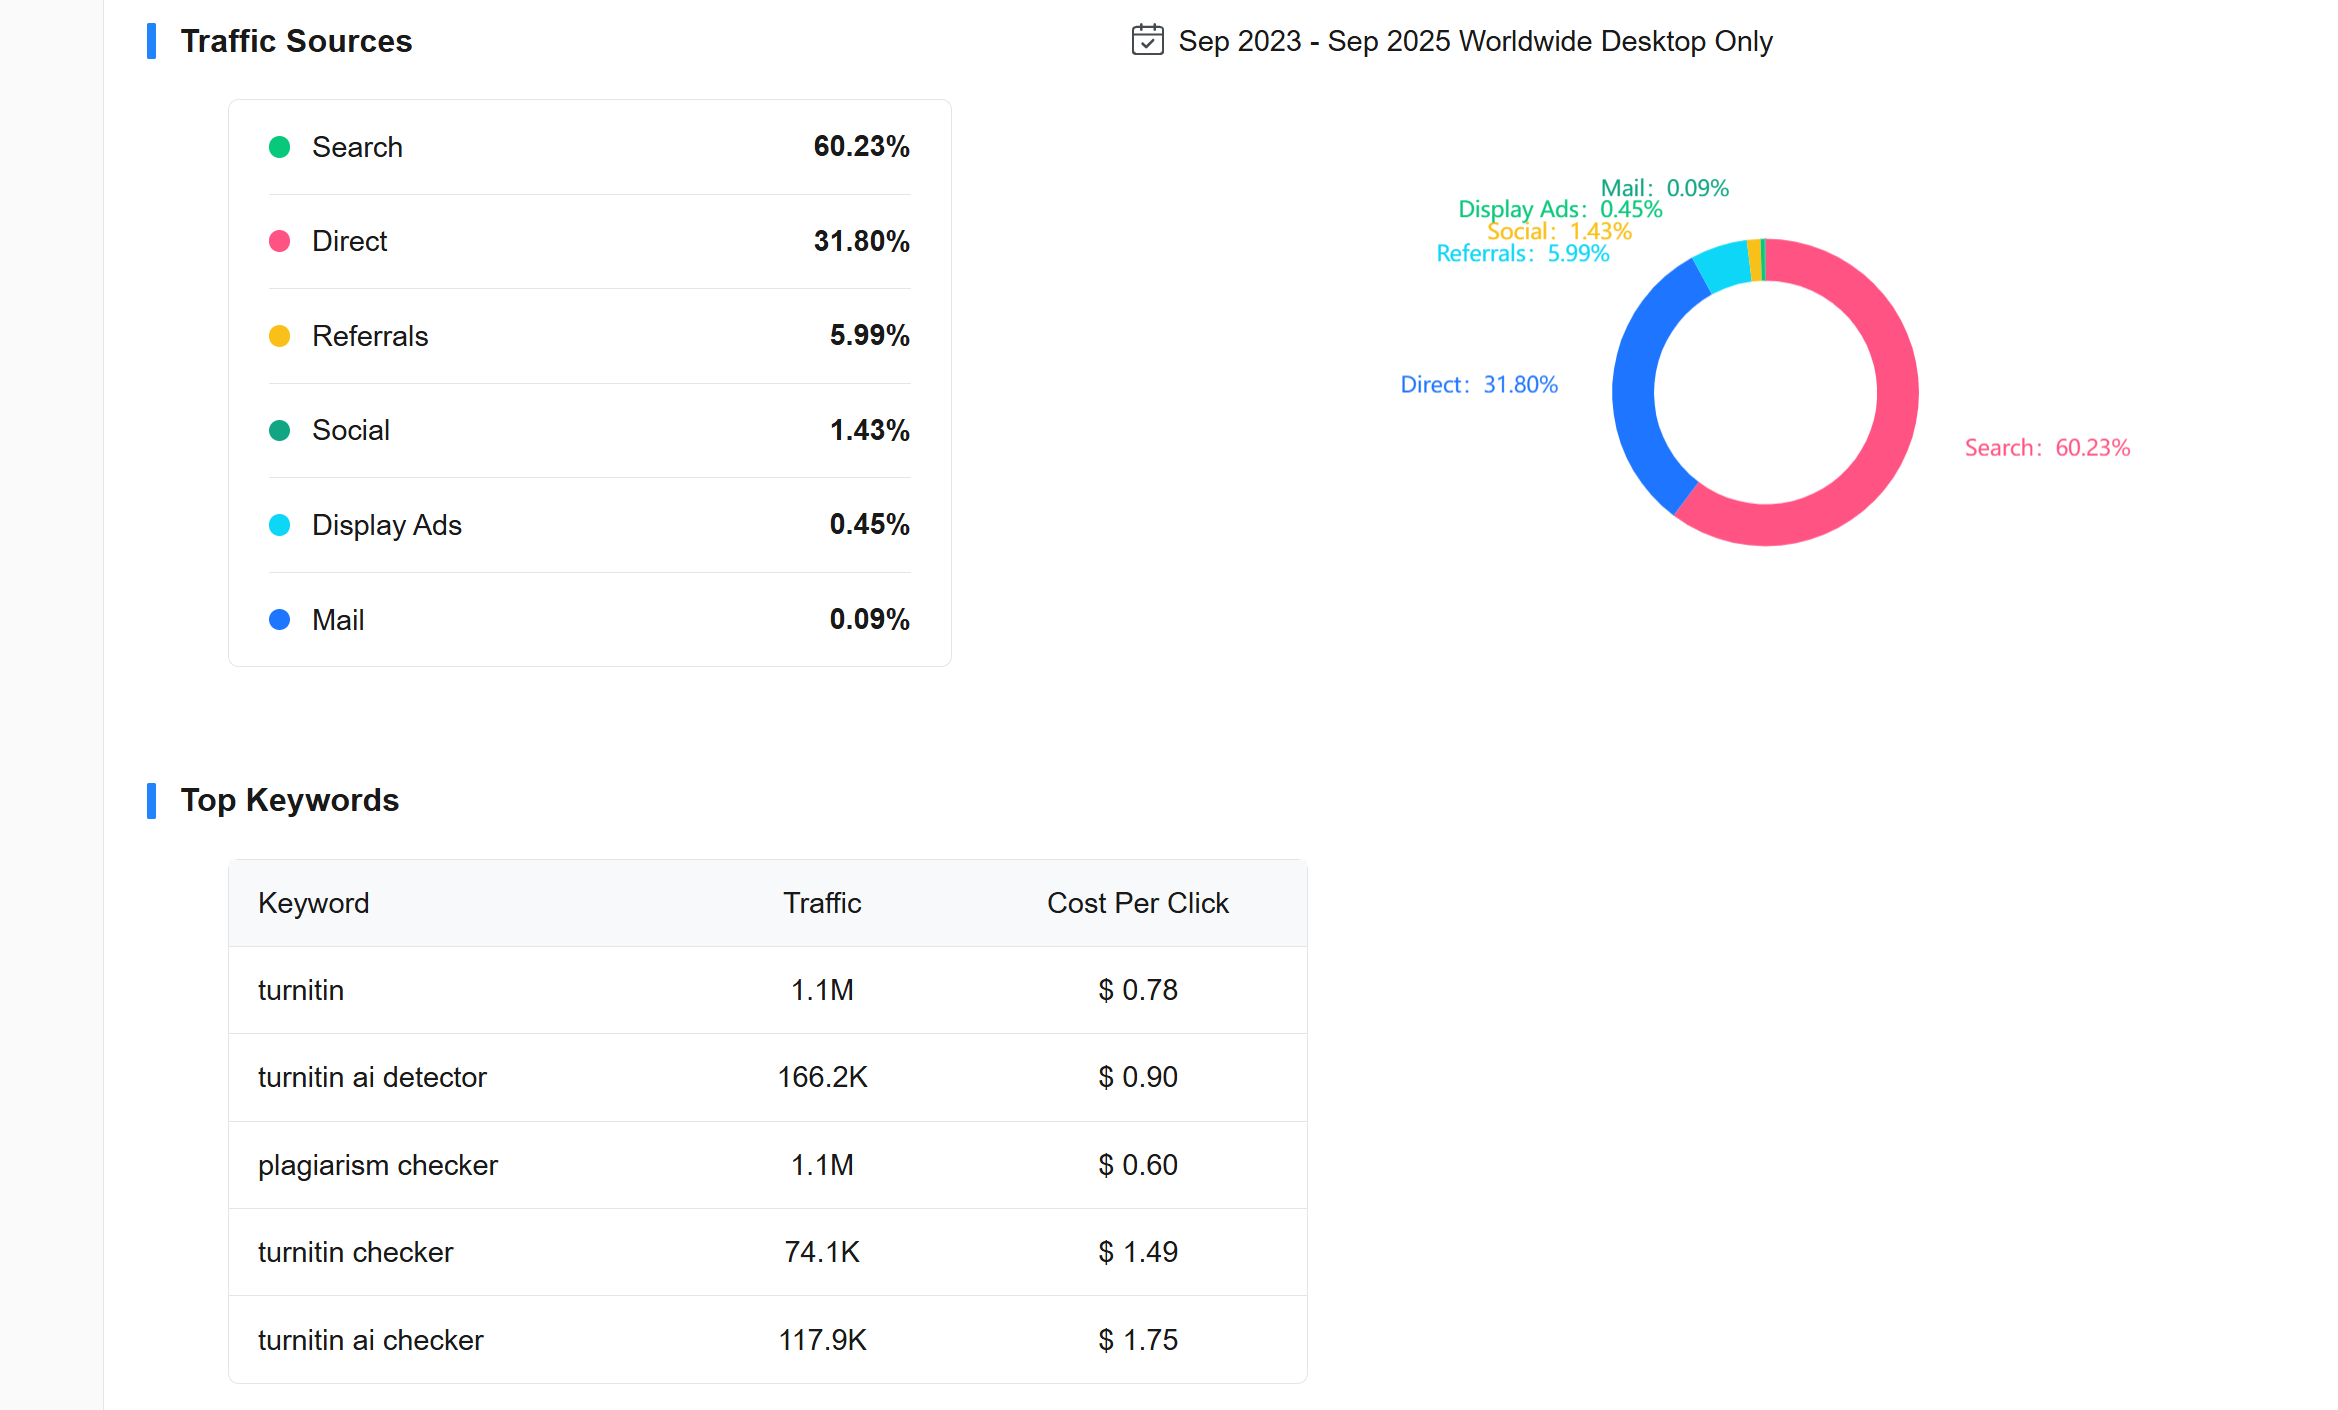 Traffic Sources
Sep 2023 - Sep 2025 Worldwide Desktop Only
Search 60.23%
Direct 31.80%
Referrals 5.99%
Social 1.43%
Display Ads 0.45%
Mail 0.09%
Mail: 0.09%
Display Ads: 0.45%
Social: 1.43%
Referrals: 5.99%
Direct: 31.80%
Search: 60.23%
Top Keywords
Keyword Traffic Cost Per Click
turnitin 1.1M $ 0.78
turnitin ai detector 166.2K $ 0.90
plagiarism checker 1.1M $ 0.60
turnitin checker 74.1K $ 1.49
turnitin ai checker 117.9K $ 1.75